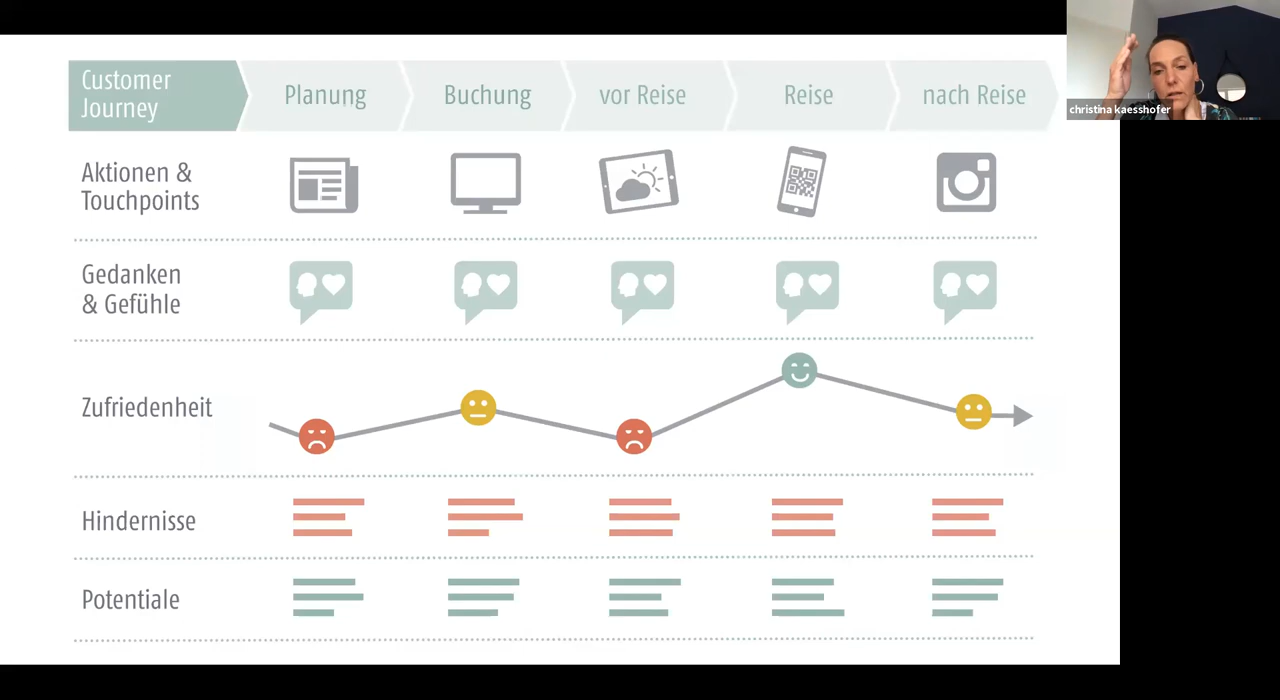 Customer
Journey
Planung
Buchung
vor Reise
Reise
nach Reise
christina kaesshofer
Aktionen &
Touchpoints
Gedanken
& Gefühle
Zufriedenheit
Hindernisse
Potentiale